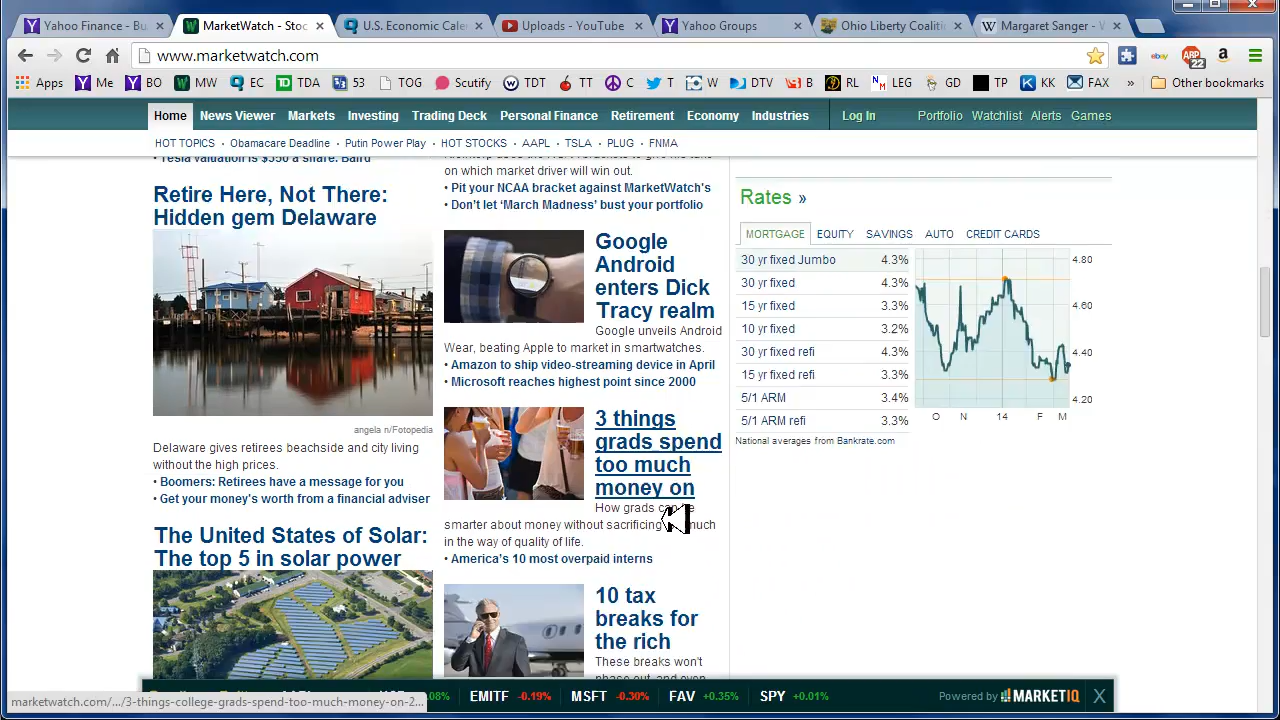 Yahoo Finance - Bu
MarketWatch - Stoc
U.S. Economic Cale
Uploads - YouTube
Yahoo Groups
Ohio Liberty Coaliti
Margaret Sanger - W
www.marketwatch.com
ABP
22
ebay
Apps Me BO MW EC TDA 53 TOG Scutify TDT TT C T W DTV B RL LEG GD TP KK FAX » Other bookmarks
Home News Viewer Markets Investing Trading Deck Personal Finance Retirement Economy Industries Log In Portfolio Watchlist Alerts Games
HOT TOPICS Obamacare Deadline Putin Power Play HOT STOCKS AAPL TSLA PLUG FNMA
• Tesla valuation is $350 a share: Baird
Retire Here, Not There:
Hidden gem Delaware
angela n/Fotopedia
Delaware gives retirees beachside and city living
without the high prices.
• Boomers: Retirees have a message for you
• Get your money's worth from a financial adviser
The United States of Solar:
The top 5 in solar power
on which market driver will win out.
• Pit your NCAA bracket against MarketWatch's
• Don't let 'March Madness' bust your portfolio
Google
Android
enters Dick
Tracy realm
Google unveils Android
Wear, beating Apple to market in smartwatches.
• Amazon to ship video-streaming device in April
• Microsoft reaches highest point since 2000
3 things
grads spend
too much
money on
How grads can be
smarter about money without sacrificing much
in the way of quality of life.
• America's 10 most overpaid interns
10 tax
breaks for
the rich
These breaks won't
Rates »
MORTGAGE EQUITY SAVINGS AUTO CREDIT CARDS
30 yr fixed Jumbo 4.3%
30 yr fixed 4.3%
15 yr fixed 3.3%
10 yr fixed 3.2%
30 yr fixed refi 4.3%
15 yr fixed refi 3.3%
5/1 ARM 3.4%
5/1 ARM refi 3.3%
4.80
4.60
4.40
4.20
O N 14 F M
National averages from Bankrate.com
EMITF -0.19% MSFT -0.30% FAV +0.35% SPY +0.01% Powered by MARKETIQ X
marketwatch.com/.../3-things-college-grads-spend-too-much-money-on-2...